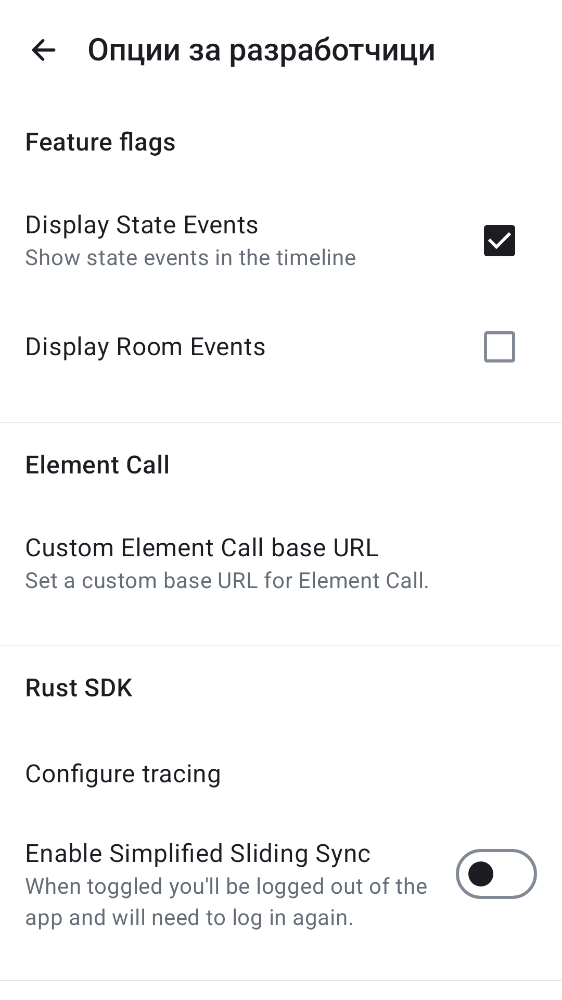 Опции за разработчици
Feature flags
Display State Events
Show state events in the timeline
Display Room Events
Element Call
Custom Element Call base URL
Set a custom base URL for Element Call.
Rust SDK
Configure tracing
Enable Simplified Sliding Sync
When toggled you'll be logged out of the
app and will need to log in again.